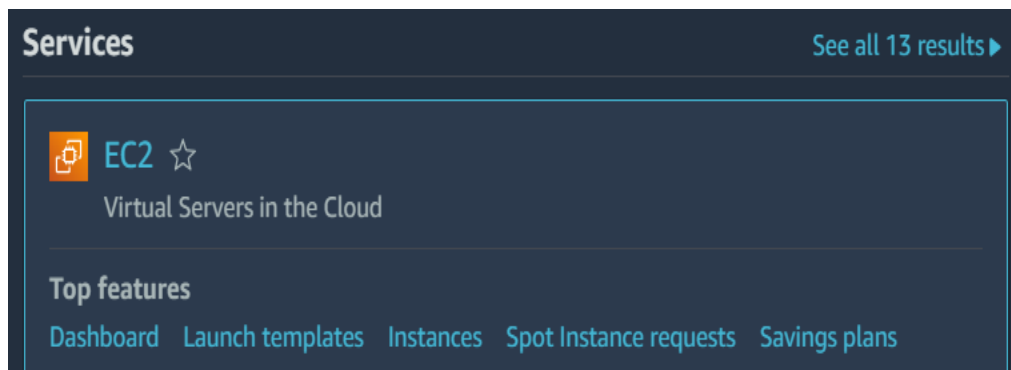 Services
See all 13 results
EC2
Virtual Servers in the Cloud
Top features
Dashboard Launch templates Instances Spot Instance requests Savings plans